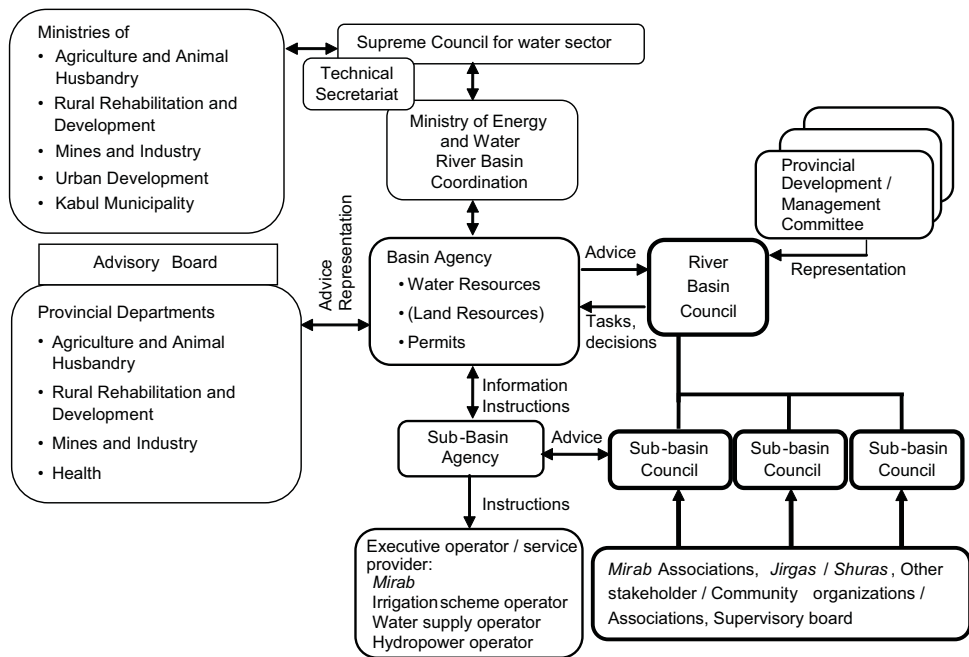 Ministries of
• Agriculture and Animal
Husbandry
• Rural Rehabilitation and
Development
• Mines and Industry
• Urban Development
• Kabul Municipality
Supreme Council for water sector
Technical
Secretariat
Ministry of Energy
and Water
River Basin
Coordination
Provincial
Development /
Management
Committee
Representation
Advisory Board
Provincial Departments
• Agriculture and Animal
Husbandry
• Rural Rehabilitation and
Development
• Mines and Industry
• Health
Advice
Representation
Basin Agency
• Water Resources
• (Land Resources)
• Permits
Advice
Tasks,
decisions
River
Basin
Council
Information
Instructions
Sub-Basin
Agency
Advice
Sub-basin
Council
Sub-basin
Council
Sub-basin
Council
Instructions
Executive operator / service
provider:
Mirab
Irrigation scheme operator
Water supply operator
Hydropower operator
Mirab Associations, Jirgas / Shuras, Other
stakeholder / Community organizations /
Associations, Supervisory board